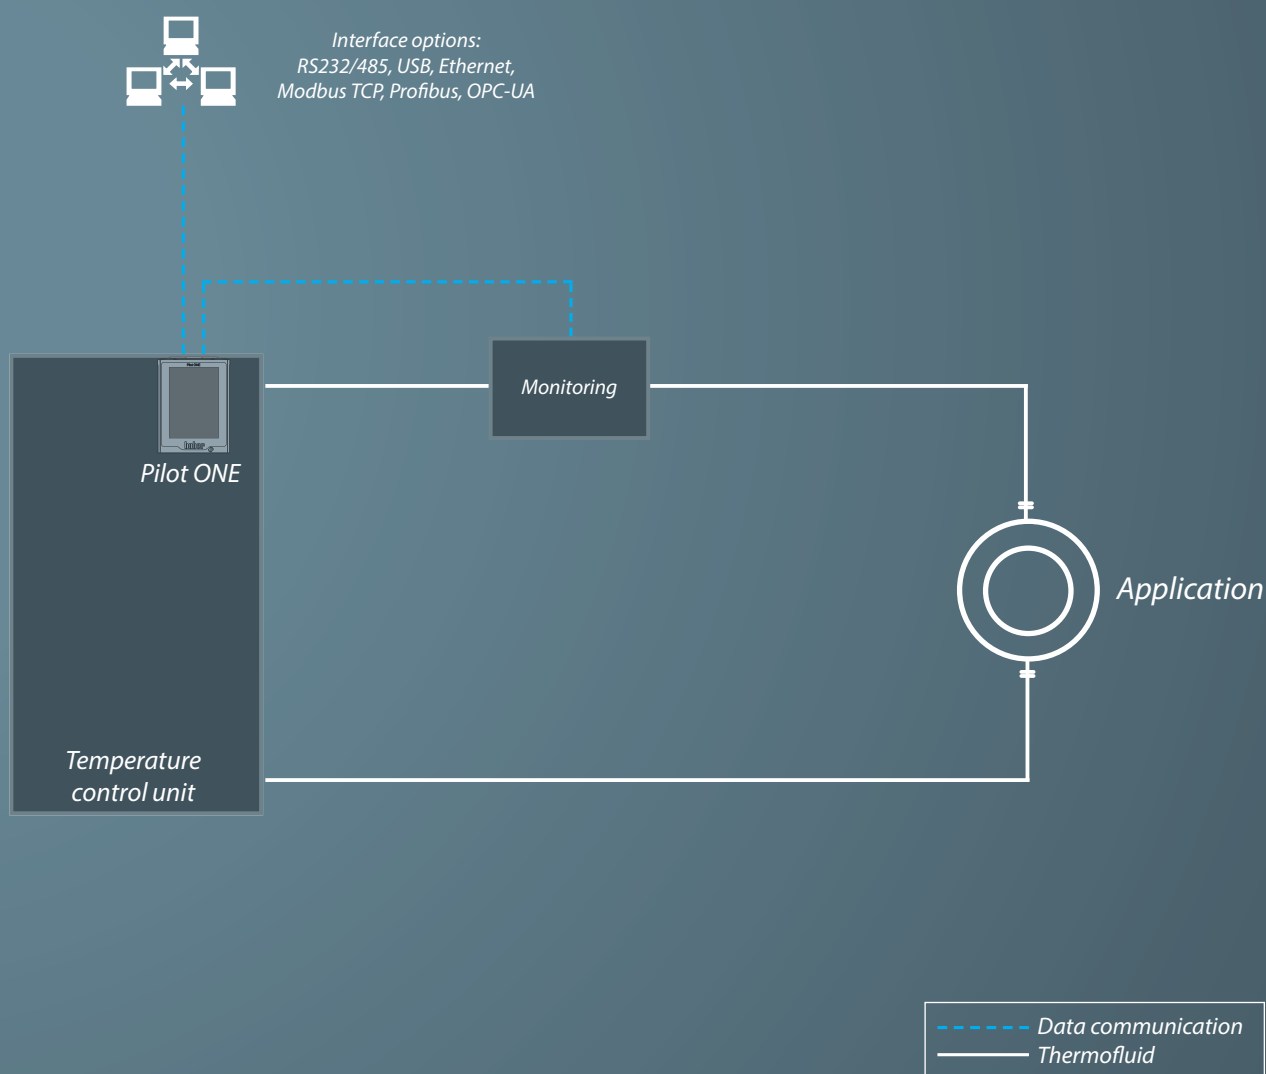 Interface options:
RS232/485, USB, Ethernet,
Modbus TCP, Profibus, OPC-UA
Monitoring
huber
Pilot ONE
Application
Temperature
control unit
Data communication
Thermofluid